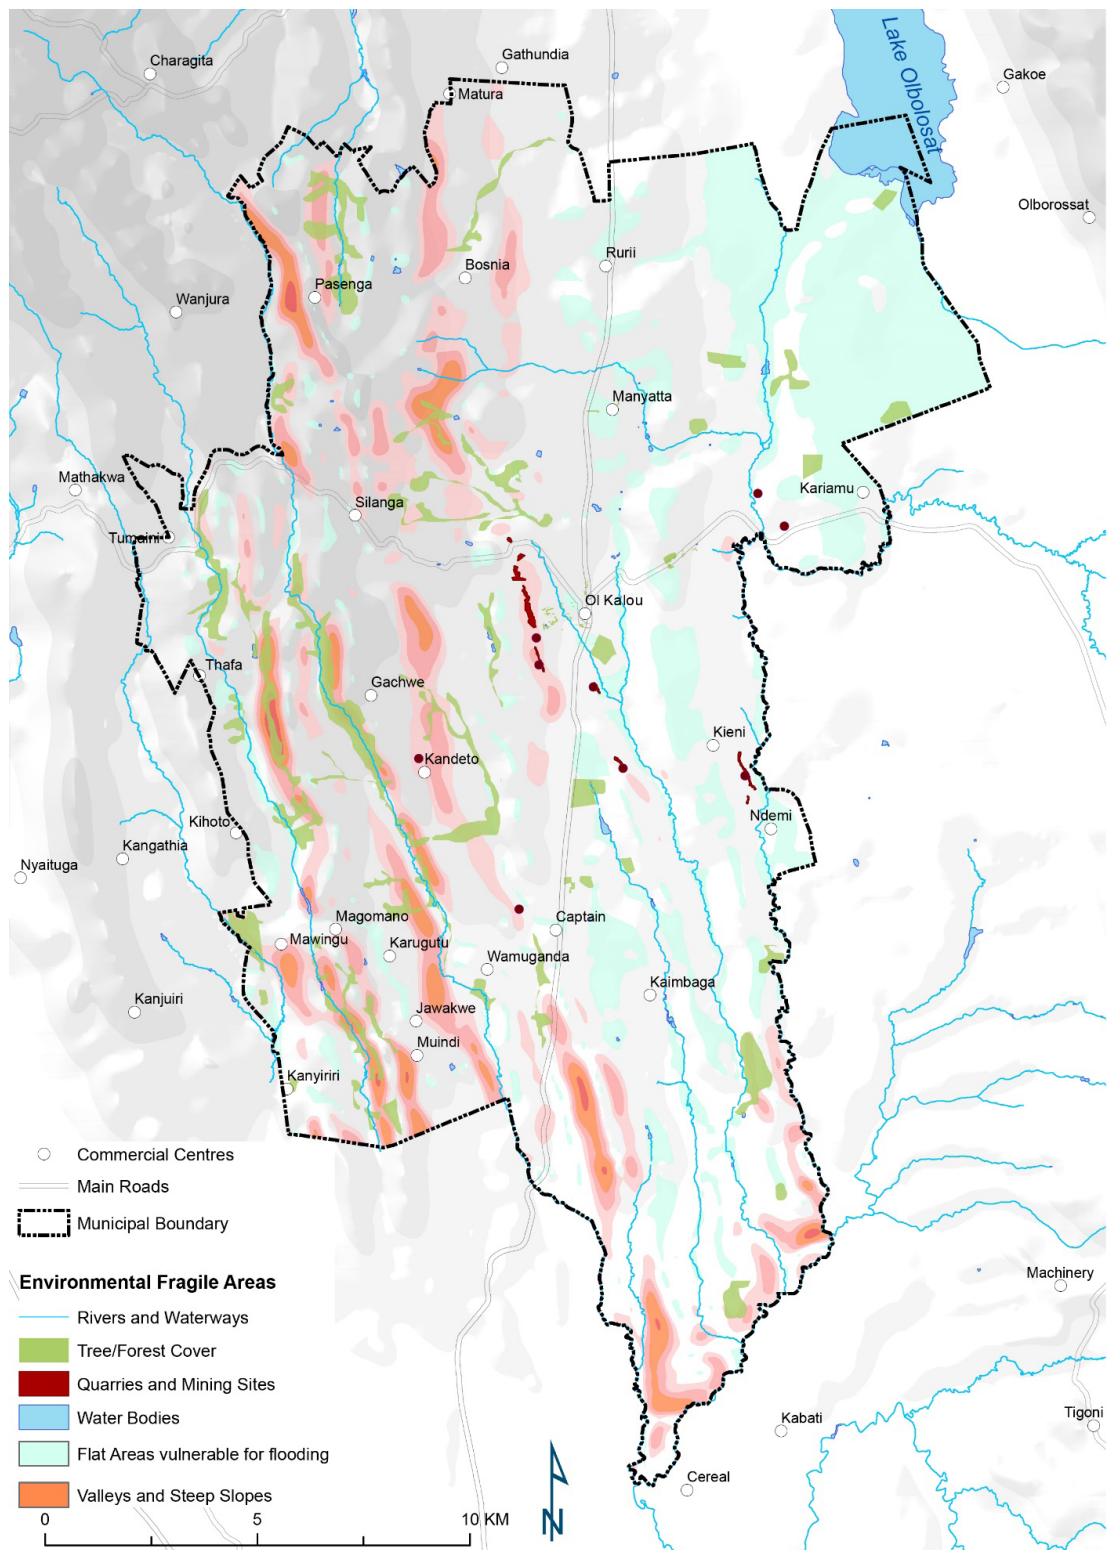 Gathundia
Charagita
Lake Olbolosat
Gakoe
Matura
Olborossat
Rurii
Bosnia
Pasenga
Wanjura
Manyatta
Mathakwa
Kariamu
Silanga
Tumaini
Ol Kalou
Thafa
Gachwe
Kieni
Kandeto
Ndemi
Kihoto
Kangathia
Nyaituga
Magomano
Captain
Mawingu
Karugutu
Wamuganda
Kaimbaga
Kanjuiri
Jawakwe
Muindi
Kanyiriri
Commercial Centres
Main Roads
Municipal Boundary
Environmental Fragile Areas
Machinery
Rivers and Waterways
Tree/Forest Cover
Quarries and Mining Sites
Water Bodies
Kabati
Tigoni
Flat Areas vulnerable for flooding
Cereal
Valleys and Steep Slopes
0 5 10 KM
N